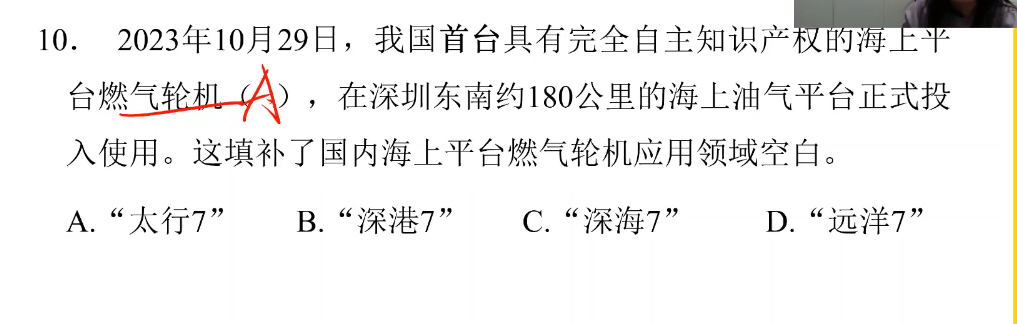 10. 2023年10月29日，我国首台具有完全自主知识产权的海上平
台燃气轮机（A），在深圳东南约180公里的海上油气平台正式投
入使用。这填补了国内海上平台燃气轮机应用领域空白。
A.“太行7” B.“深港7” C.“深海7” D.“远洋7”